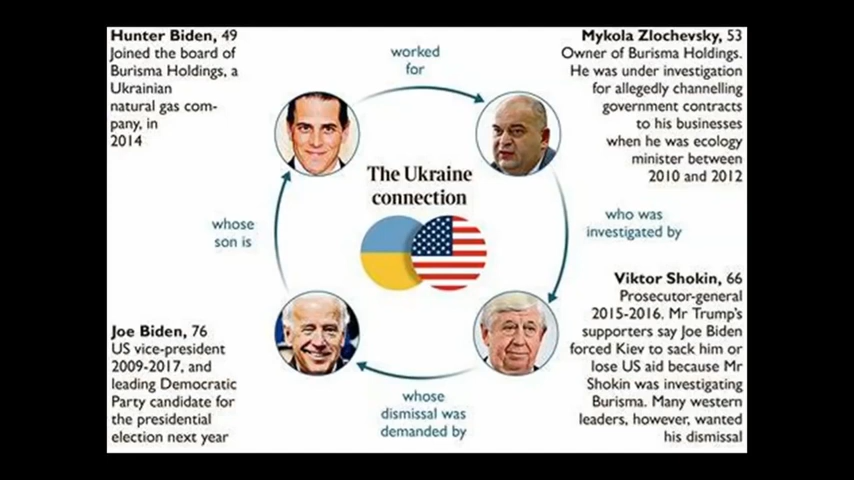 Hunter Biden, 49
Joined the board of
Burisma Holdings, a
Ukrainian
natural gas com-
pany, in
2014
worked
for
Mykola Zlochevsky, 53
Owner of Burisma Holdings.
He was under investigation
for allegedly channelling
government contracts
to his businesses
when he was ecology
minister between
2010 and 2012
The Ukraine
connection
whose
son is
who was
investigated by
Joe Biden, 76
US vice-president
2009-2017, and
leading Democratic
Party candidate for
the presidential
election next year
whose
dismissal was
demanded by
Viktor Shokin, 66
Prosecutor-general
2015-2016. Mr Trump's
supporters say Joe Biden
forced Kiev to sack him or
lose US aid because Mr
Shokin was investigating
Burisma. Many western
leaders, however, wanted
his dismissal